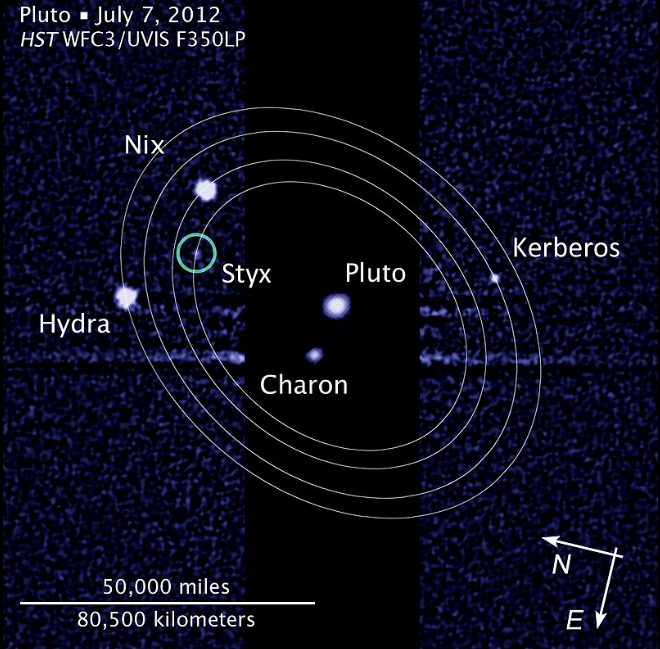 Pluto ▪ July 7, 2012
HST WFC3/UVIS F350LP
Nix
Kerberos
Styx
Pluto
Hydra
Charon
N
E
50,000 miles
80,500 kilometers